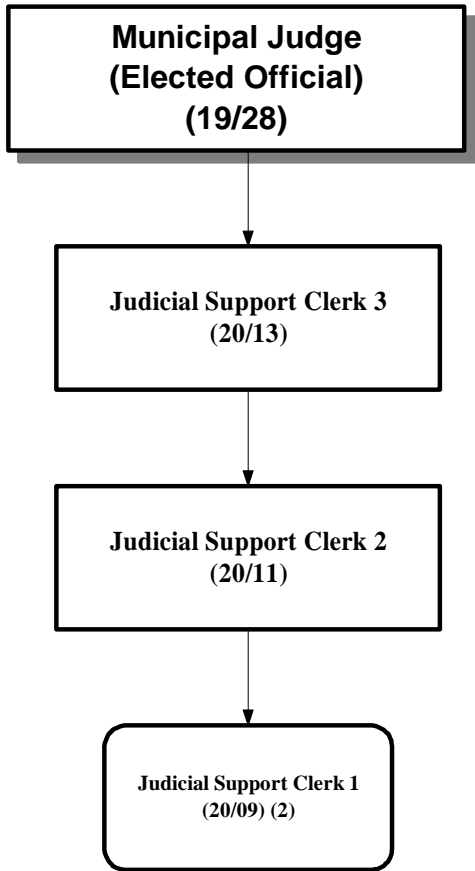 Municipal Judge
(Elected Official)
(19/28)
Judicial Support Clerk 3
(20/13)
Judicial Support Clerk 2
(20/11)
Judicial Support Clerk 1
(20/09) (2)